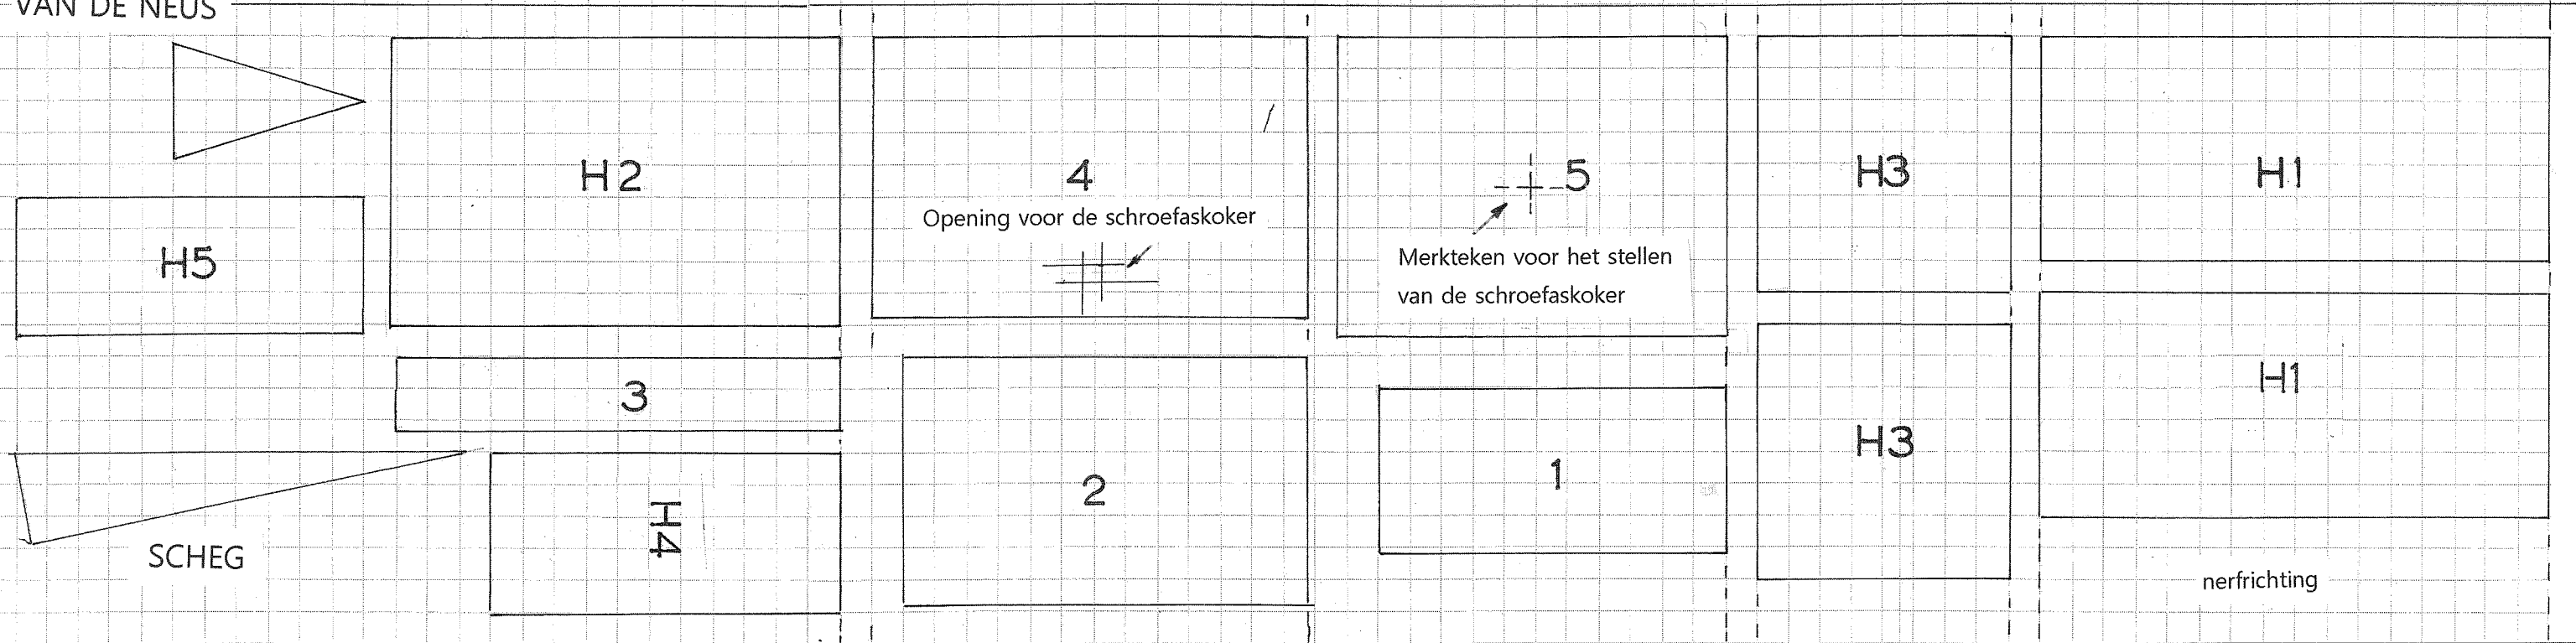 VAN DE NEUS
H2
4
5
H3
H1
Opening voor de schroefaskoker
H5
Merkteken voor het stellen
van de schroefaskoker
3
H1
H3
2
1
H4
SCHEG
nerfrichting